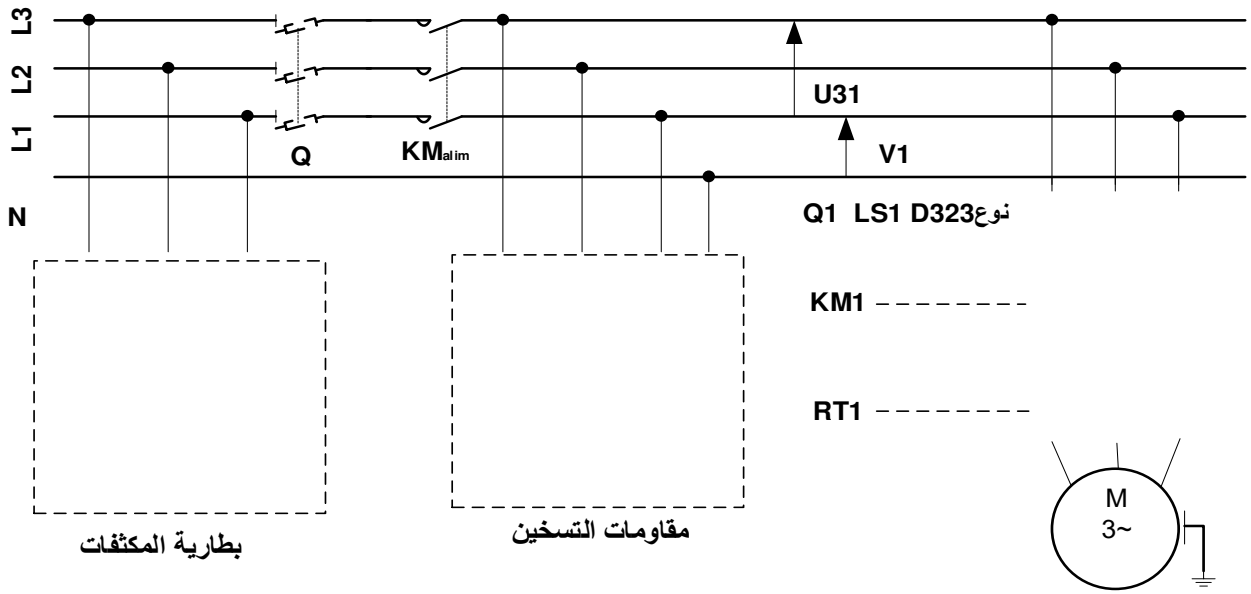 L3
L2
U31
L1
Q
KMalim
V1
N
Q1 LS1 D323نوع
KM1
RT1
M
3~
بطارية المكثفات
مقاومات التسخين